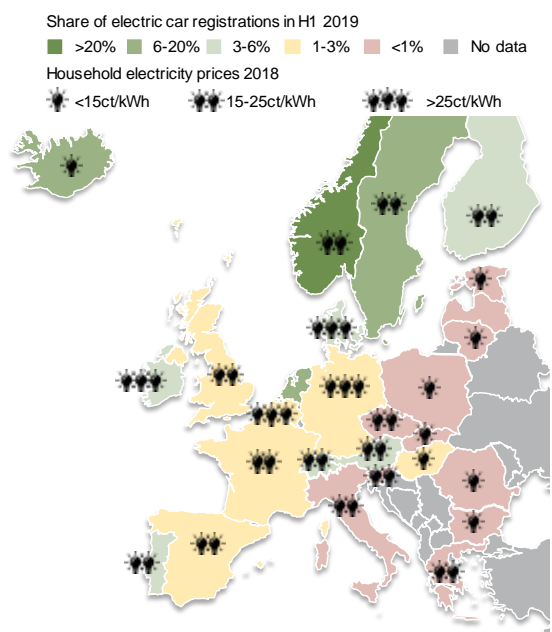 Share of electric car registrations in H1 2019
>20% 6-20% 3-6% 1-3% <1% No data
Household electricity prices 2018
<15ct/kWh 15-25ct/kWh >25ct/kWh